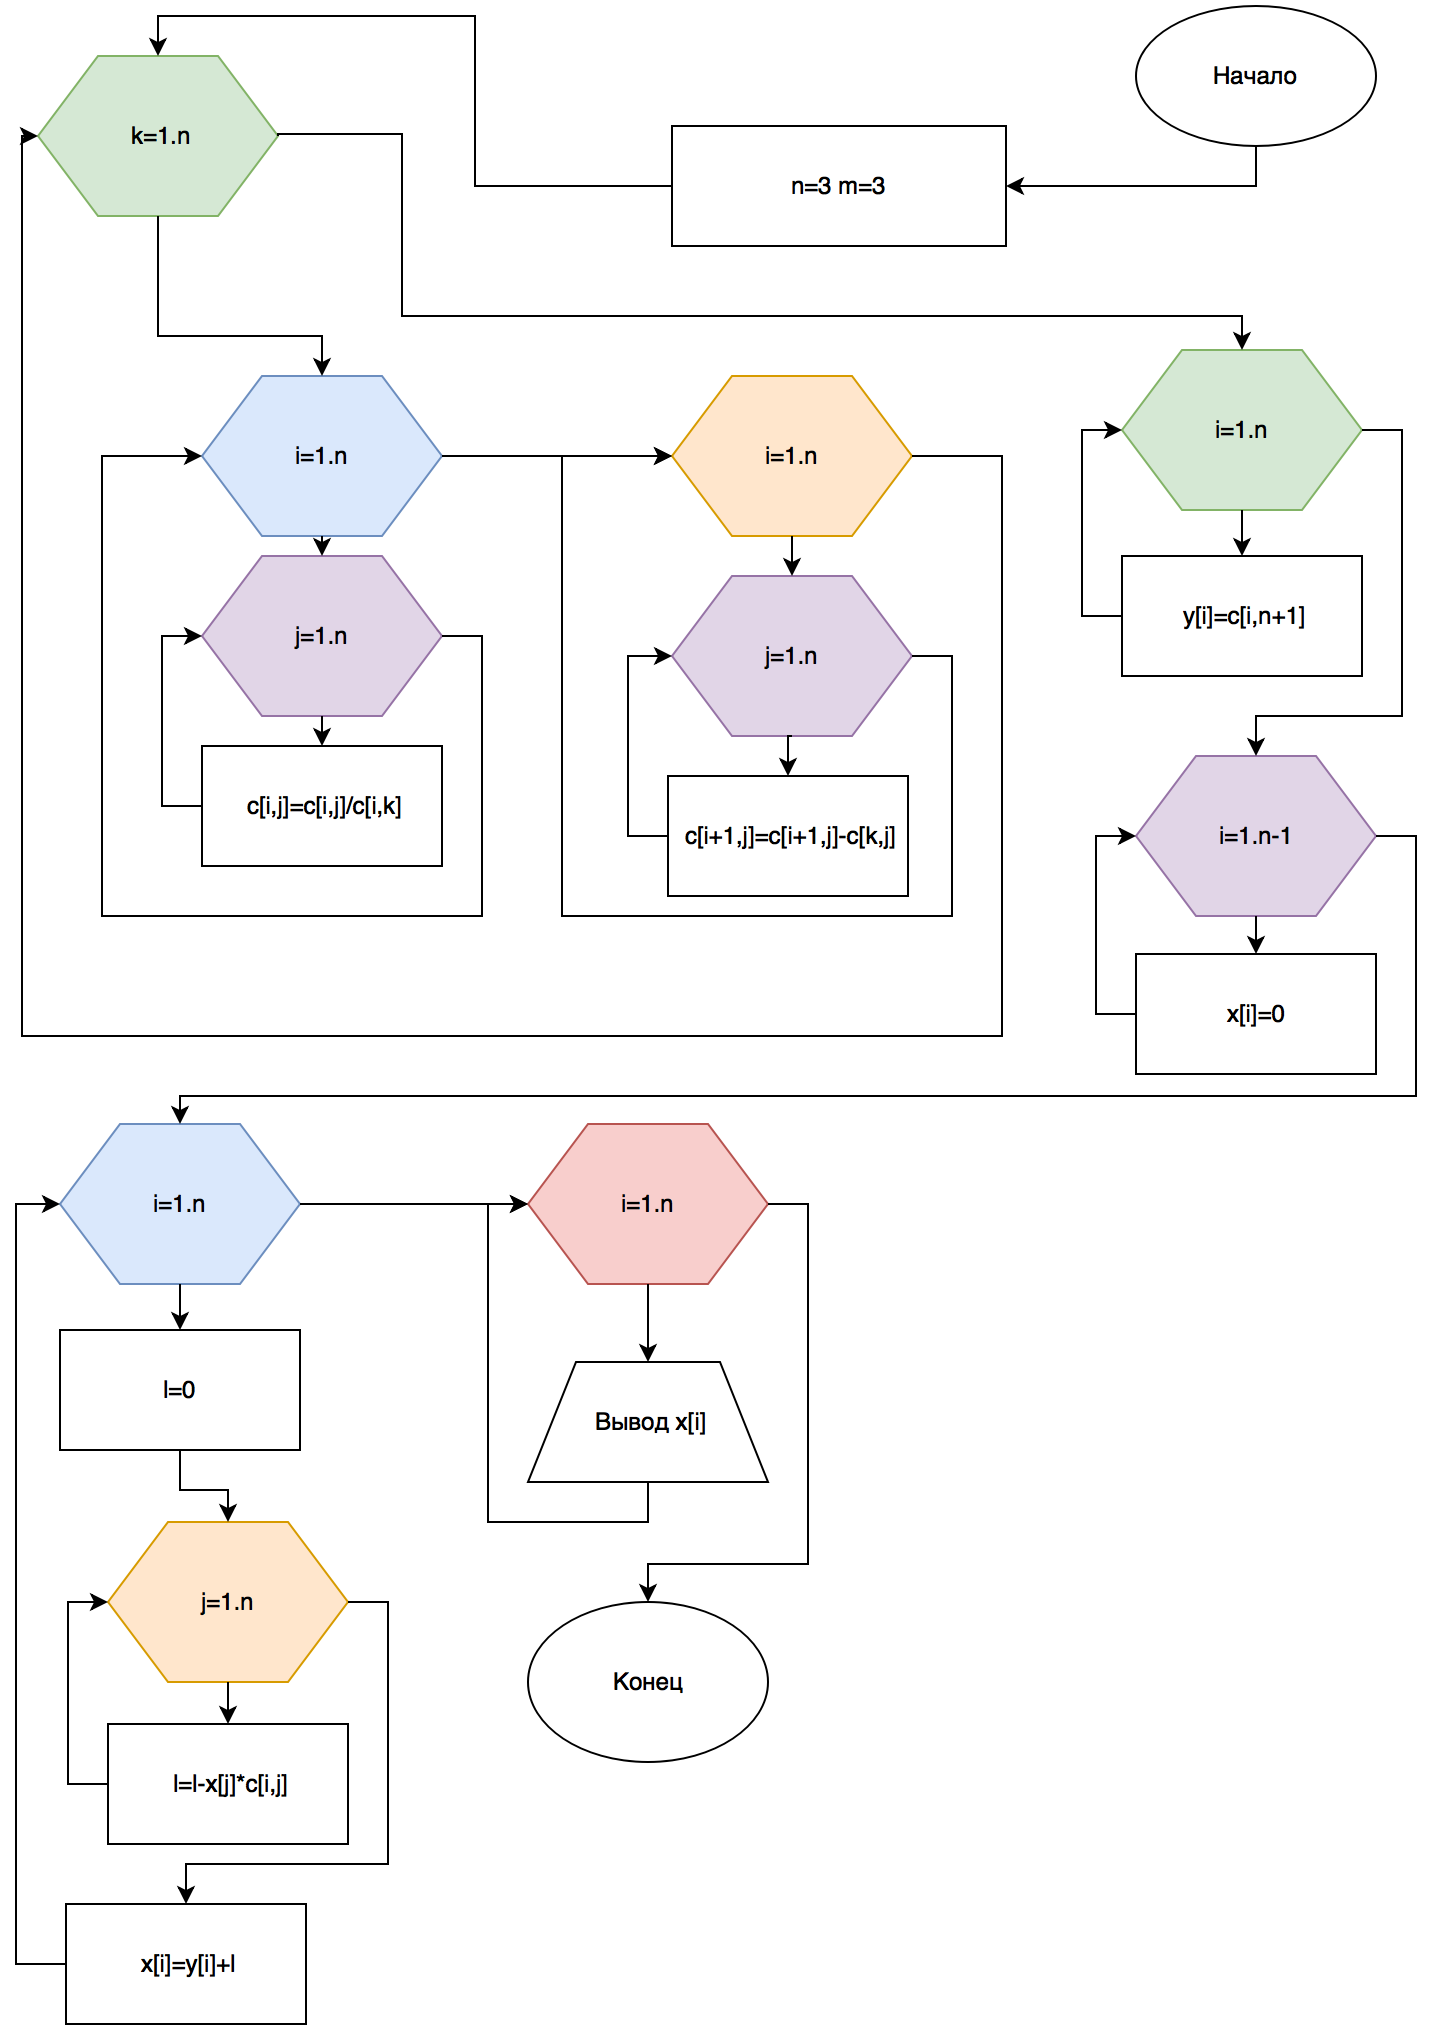 Начало
k=1.n
n=3 m=3
i=1.n
i=1.n
i=1.n
j=1.n
j=1.n
y[i]=c[i,n+1]
c[i,j]=c[i,j]/c[i,k]
c[i+1,j]=c[i+1,j]-c[k,j]
i=1.n-1
x[i]=0
i=1.n
i=1.n
l=0
Вывод x[i]
j=1.n
Конец
l=l-x[j]*c[i,j]
x[i]=y[i]+l